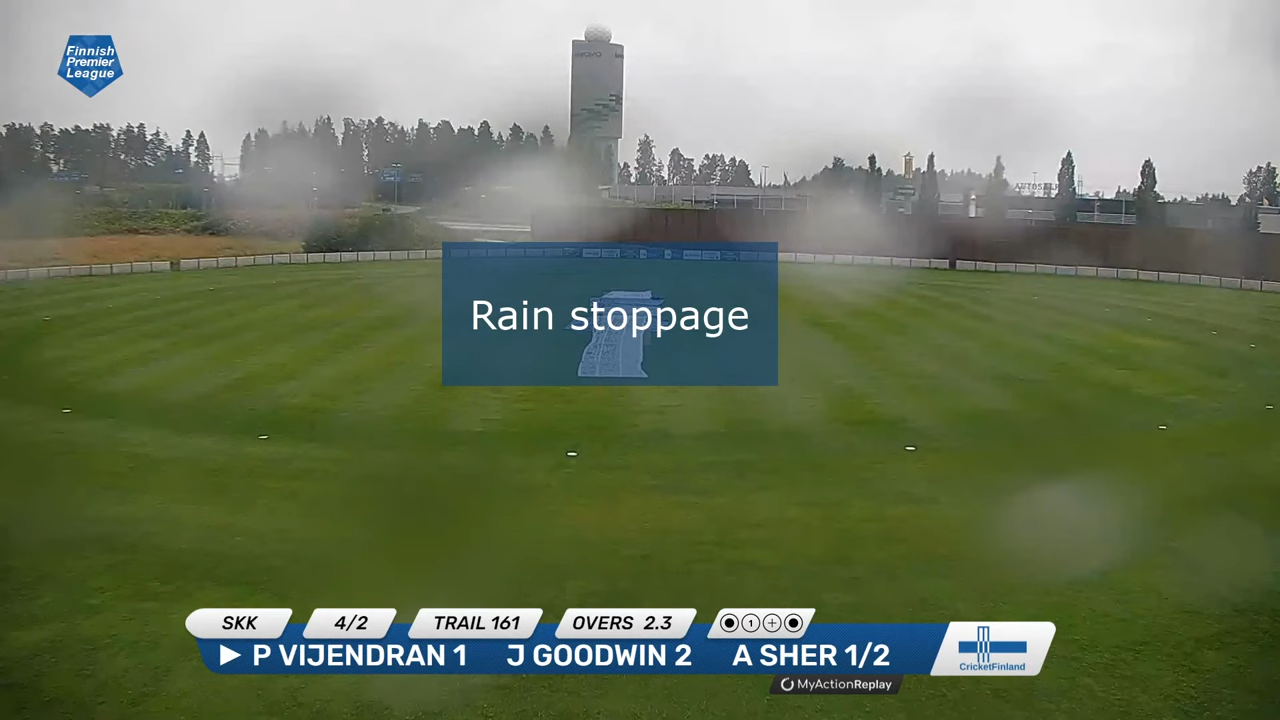 Finnish
Premier
League
AUTOSALPA
Rain stoppage
SKK
4/2
TRAIL 161
OVERS 2.3
1
P VIJENDRAN 1
J GOODWIN 2
A SHER 1/2
CricketFinland
MyActionReplay